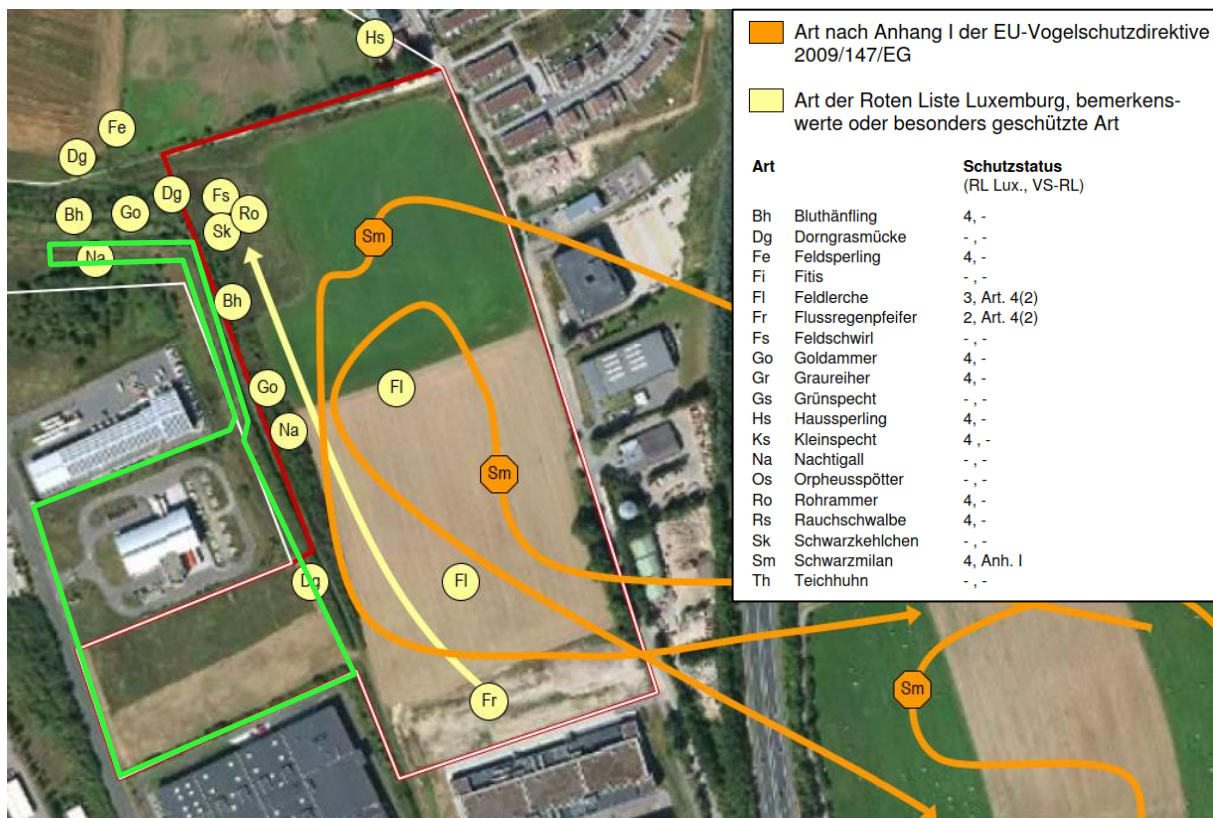 Hs
Fe
Dg
Dg
Fs
Bh
Go
Ro
Sk
Sm
Na
Bh
Go
Fl
Na
Sm
Dg
Fl
Fr
Sm
Art nach Anhang I der EU-Vogelschutzdirektive
2009/147/EG
Art der Roten Liste Luxemburg, bemerkens-
werte oder besonders geschützte Art
Art Schutzstatus
(RL Lux., VS-RL)
Bh Bluthänfling 4, -
Dg Dorngrasmücke - , -
Fe Feldsperling 4, -
Fi Fitis - , -
Fl Feldlerche 3, Art. 4(2)
Fr Flussregenpfeifer 2, Art. 4(2)
Fs Feldschwirl - , -
Go Goldammer 4, -
Gr Graureiher 4, -
Gs Grünspecht - , -
Hs Haussperling 4, -
Ks Kleinspecht 4 , -
Na Nachtigall - , -
Os Orpheusspötter - , -
Ro Rohrammer 4, -
Rs Rauchschwalbe 4, -
Sk Schwarzkehlchen - , -
Sm Schwarzmilan 4, Anh. I
Th Teichhuhn - , -